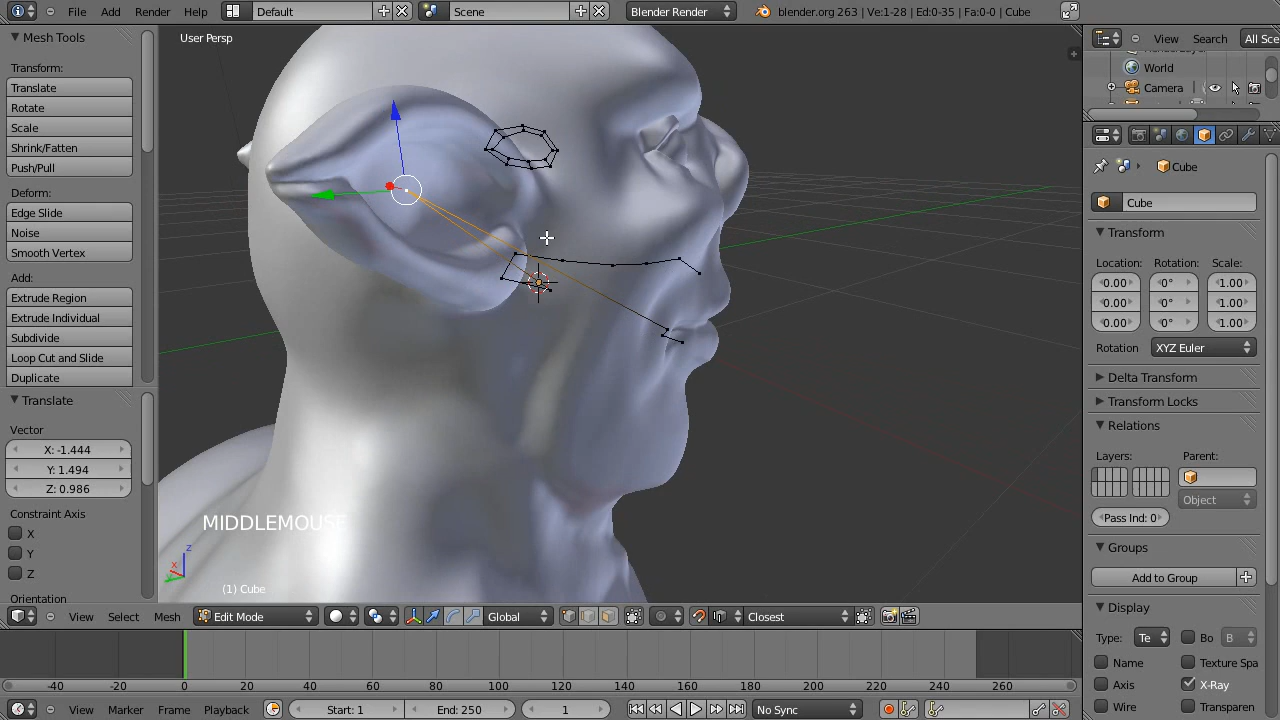 File Add Render Help Default Scene Blender Render blender.org 263 | Ve:1-28 | Ed:0-35 | Fa:0-0 | Cube
Mesh Tools
Transform:
Translate
Rotate
Scale
Shrink/Fatten
Push/Pull
Deform:
Edge Slide
Noise
Smooth Vertex
Add:
Extrude Region
Extrude Individual
Subdivide
Loop Cut and Slide
Duplicate
Translate
Vector
X: -1.444
Y: 1.494
Z: 0.986
Constraint Axis
X
Y
Z
Orientation
User Persp
MIDDLEMOUSE
z
x
(1) Cube
View Select Mesh Edit Mode Global Closest
-40 -20 0 20 40 60 80 100 120 140 160 180 200 220 240 260
View Marker Frame Playback Start: 1 End: 250 1 No Sync
View Search All Sce
World
Camera
Cube
Cube
Transform
Location: Rotation: Scale:
0.00 0° 1.00
0.00 0° 1.00
0.00 0° 1.00
Rotation XYZ Euler
Delta Transform
Transform Locks
Relations
Layers: Parent:
Object
Pass Ind: 0
Groups
Add to Group
Display
Type: Te Bo B
Name Texture Spa
Axis X-Ray
Wire Transparen